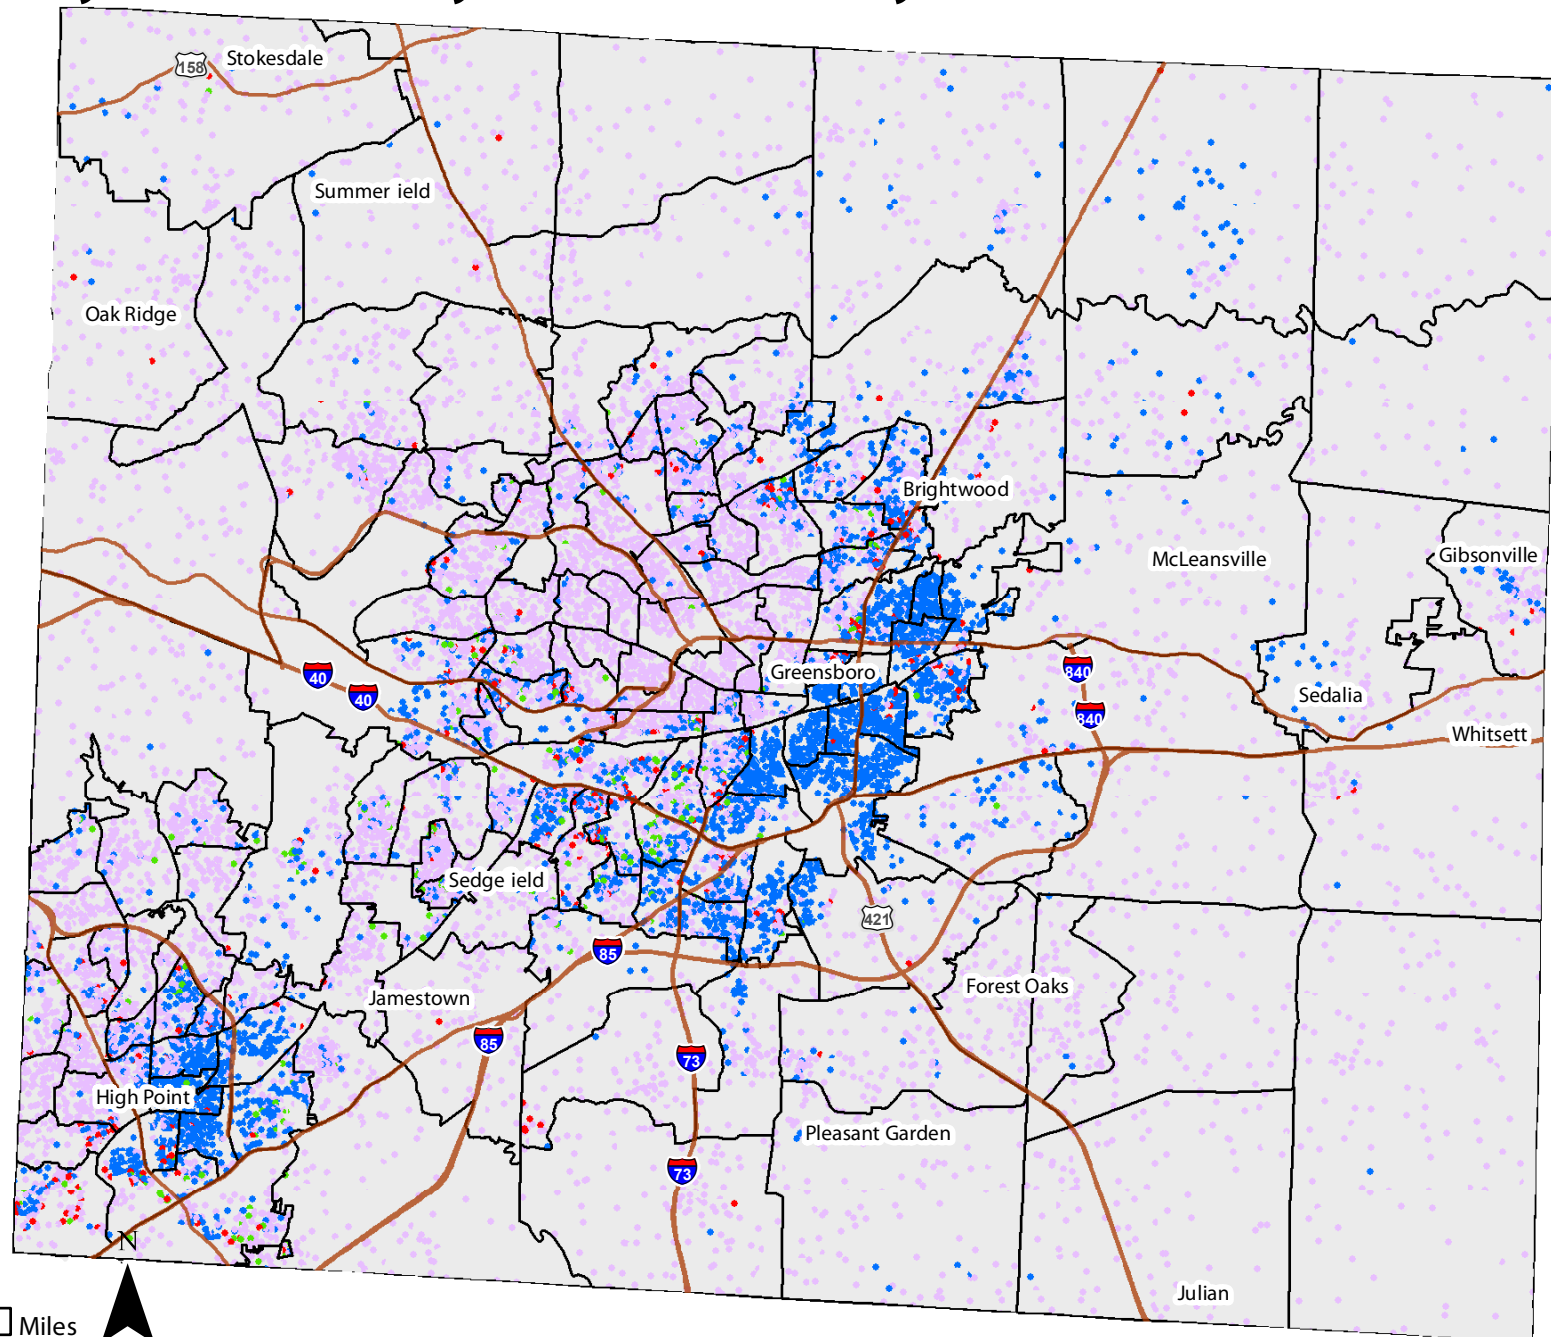 158
Stokesdale
Summer ield
Oak Ridge
Brightwood
McLeansville
Gibsonville
40
40
Greensboro
840
840
Sedalia
Whitsett
Sedge ield
421
85
Jamestown
Forest Oaks
85
73
High Point
Pleasant Garden
73
N
Julian
Miles